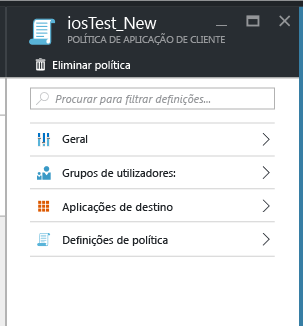 iosTest_New
POLÍTICA DE APLICAÇÃO DE CLIENTE
Eliminar política
Procurar para filtrar definições...
Geral
Grupos de utilizadores:
Aplicações de destino
Definições de política